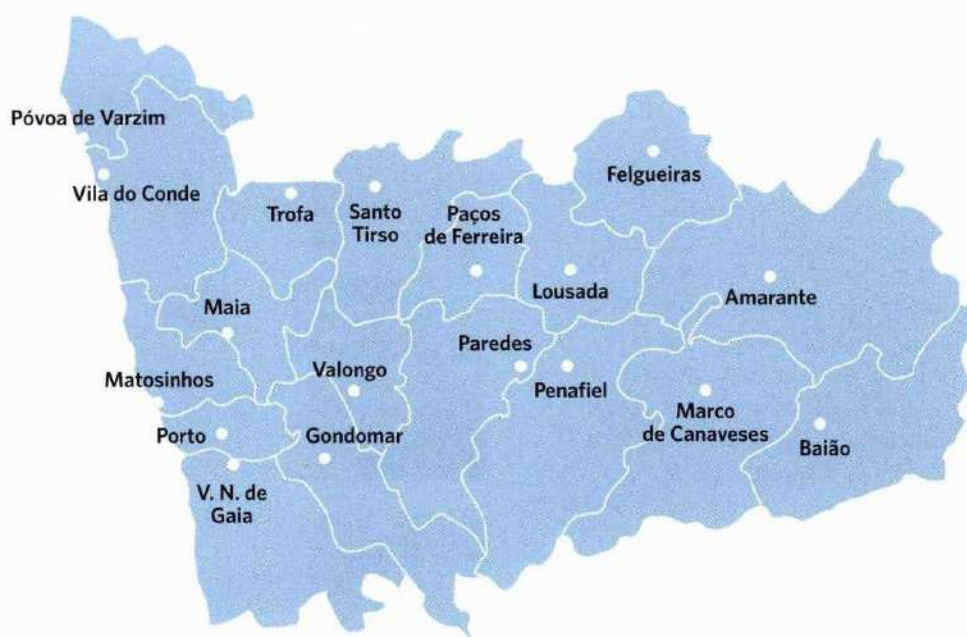 Póvoa de Varzim
Vila do Conde
Trofa
Santo
Tirso
Paços
de Ferreira
Felgueiras
Lousada
Amarante
Maia
Matosinhos
Valongo
Paredes
Penafiel
Marco
de Canaveses
Baião
Porto
Gondomar
V. N. de
Gaia